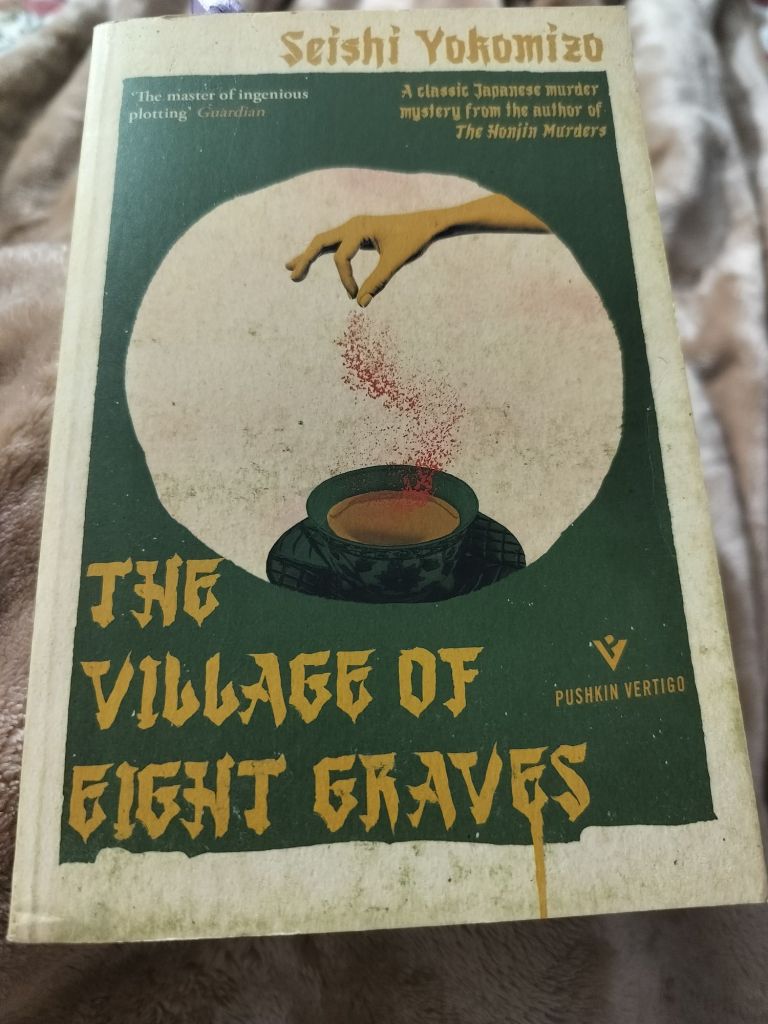 Seishi Yokomizo
'The master of ingenious
plotting' Guardian
A classic Japanese murder
mystery from the author of
The Honjin Murders
THE
VILLAGE OF
EIGHT GRAVES
PUSHKIN VERTIGO